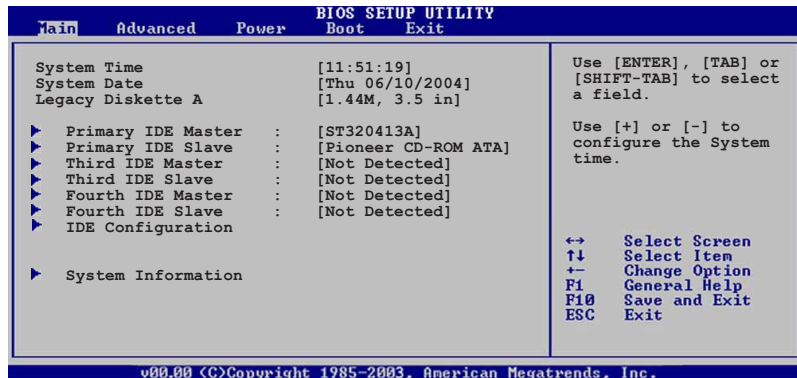 BIOS SETUP UTILITY
Main Advanced Power Boot Exit
System Time [11:51:19]
System Date [Thu 06/10/2004]
Legacy Diskette A [1.44M, 3.5 in]
Primary IDE Master : [ST320413A]
Primary IDE Slave : [Pioneer CD-ROM ATA]
Third IDE Master : [Not Detected]
Third IDE Slave : [Not Detected]
Fourth IDE Master : [Not Detected]
Fourth IDE Slave : [Not Detected]
IDE Configuration
System Information
Use [ENTER], [TAB] or
[SHIFT-TAB] to select
a field.
Use [+] or [-] to
configure the System
time.
↔ Select Screen
↑↓ Select Item
+- Change Option
F1 General Help
F10 Save and Exit
ESC Exit
v00.00 (C)Copyright 1985-2003, American Megatrends, Inc.